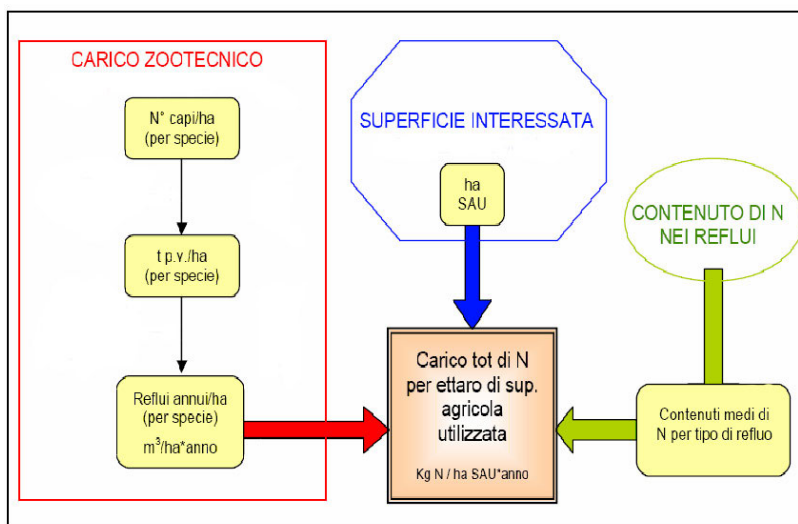 CARICO ZOOTECNICO
N° capi/ha
(per specie)
t p.v./ha
(per specie)
Reflui annui/ha
(per specie)
m³/ha*anno
SUPERFICIE INTERESSATA
ha
SAU
CONTENUTO DI N
NEI REFLUI
Carico tot di N
per ettaro di sup.
agricola
utilizzata
Kg N / ha SAU*anno
Contenuti medi di
N per tipo di refluo